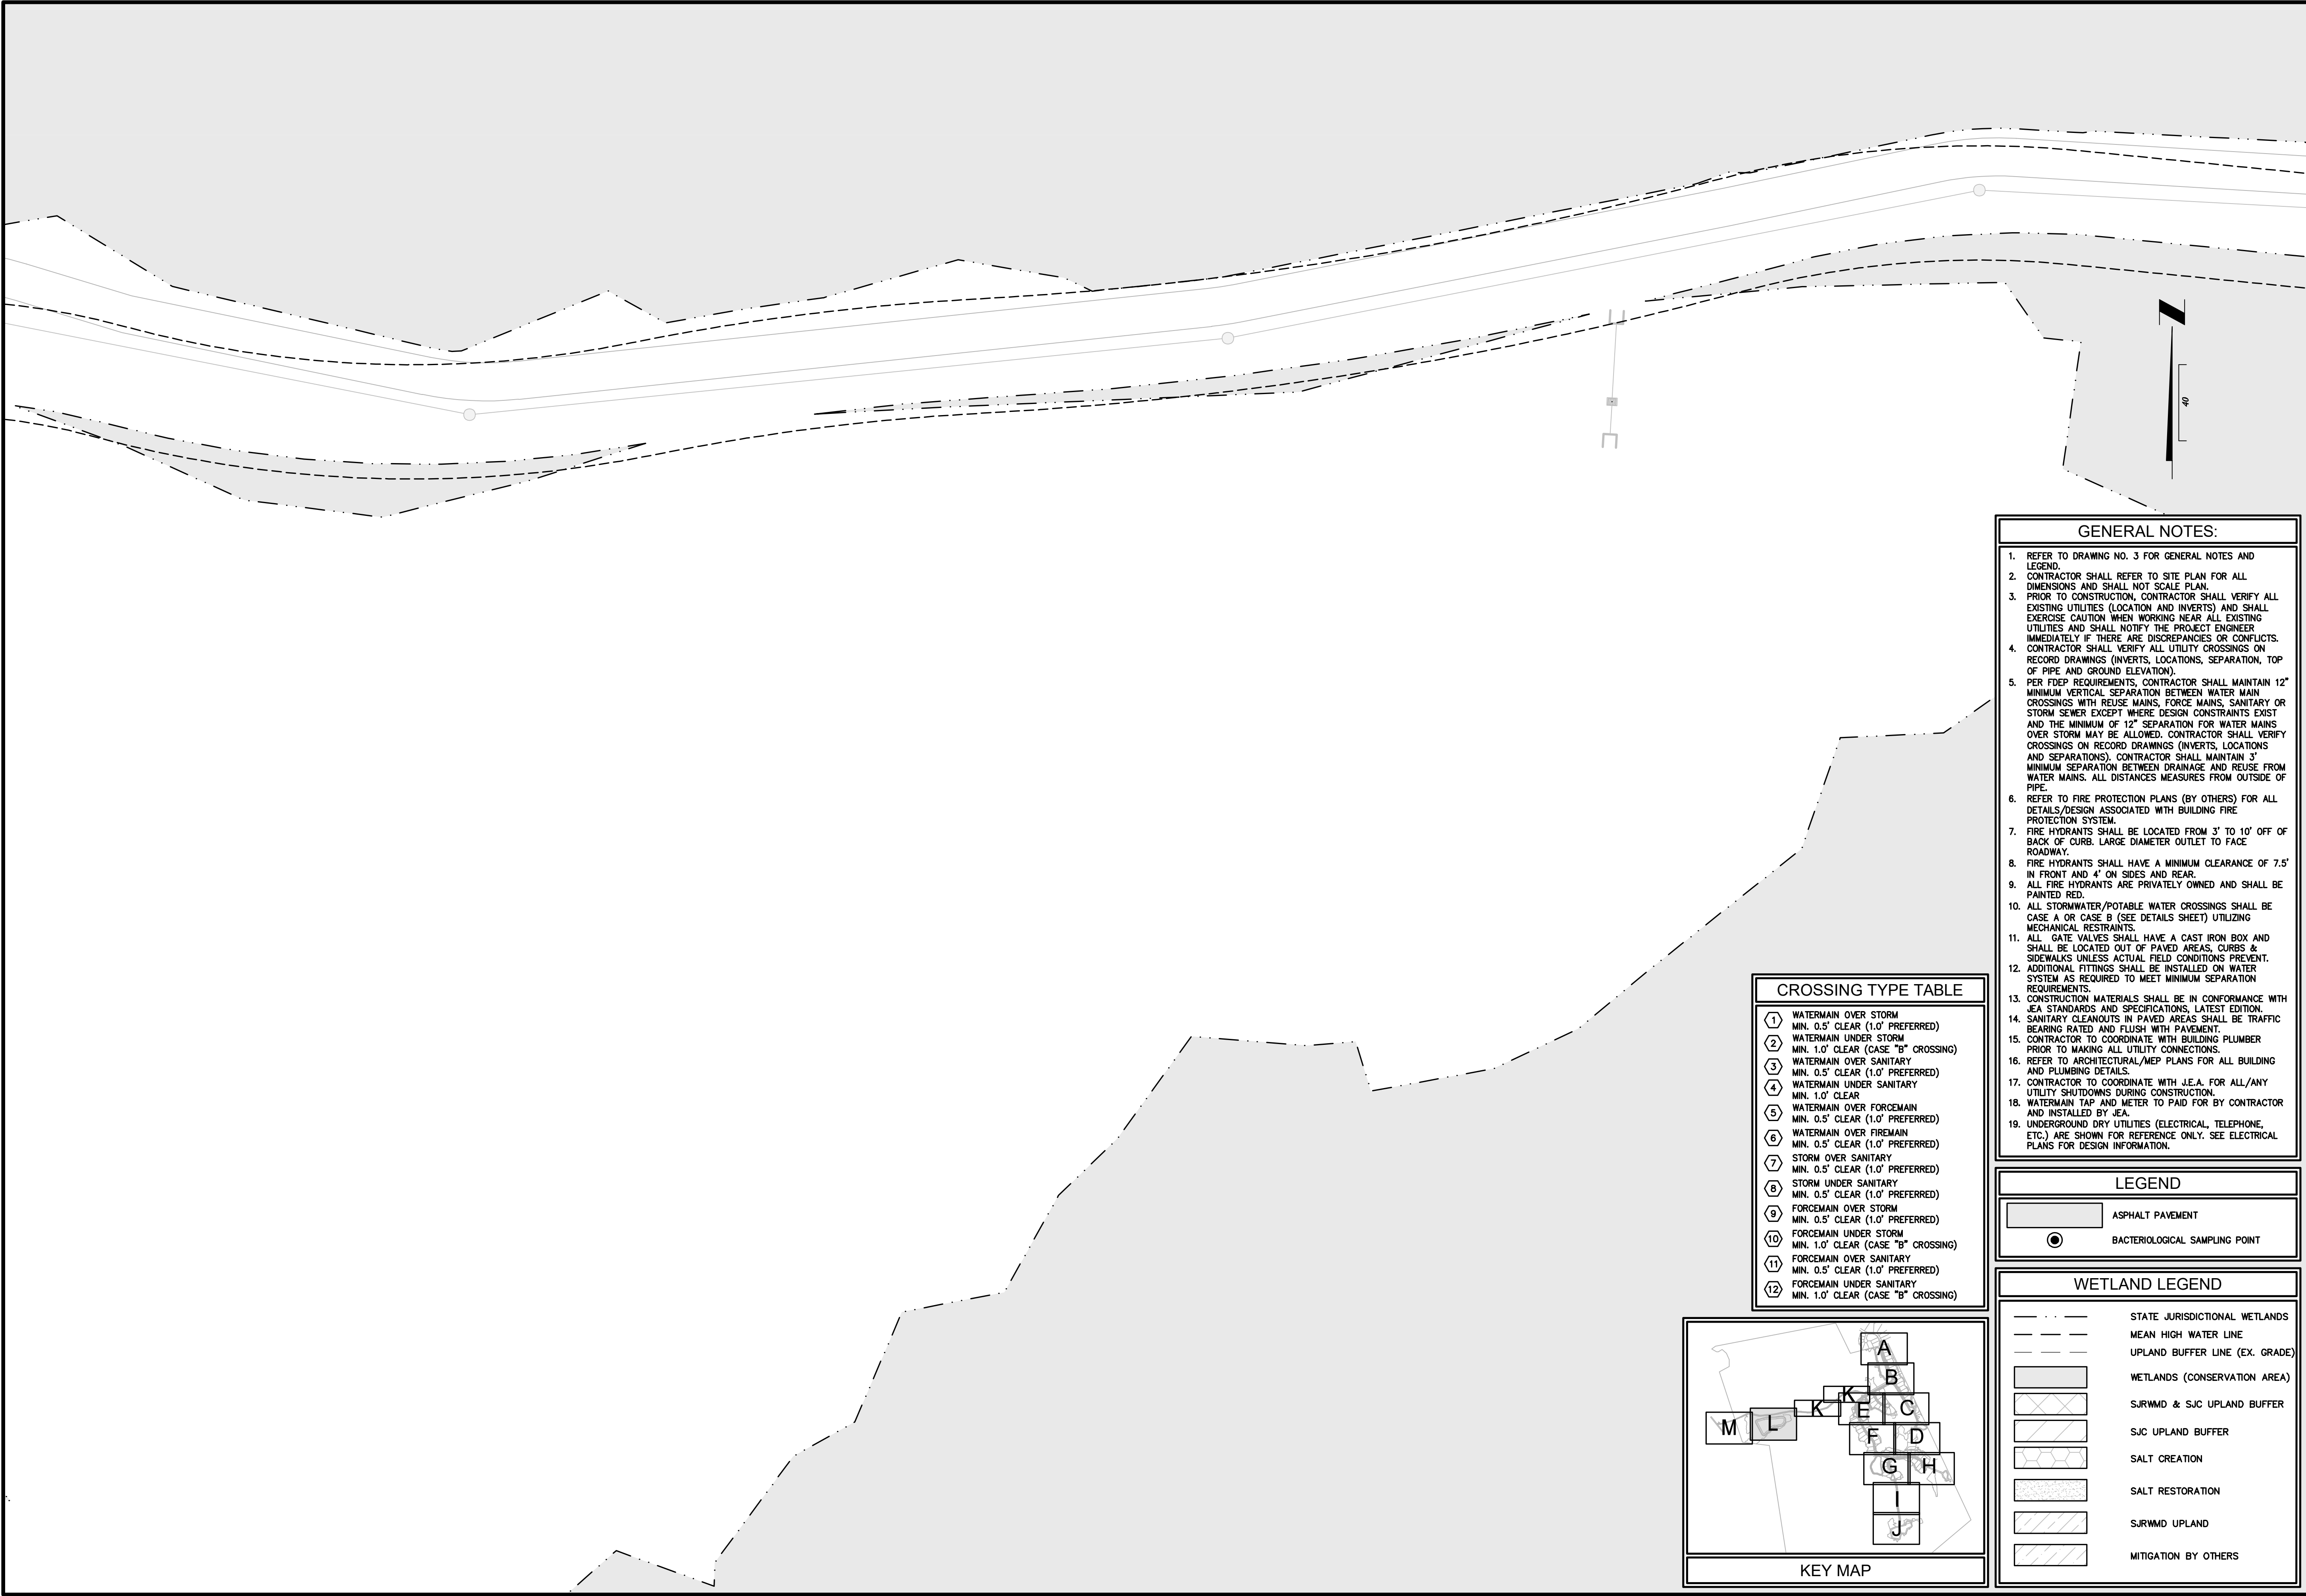 40
GENERAL NOTES:
1. REFER TO DRAWING NO. 3 FOR GENERAL NOTES AND
LEGEND.
2. CONTRACTOR SHALL REFER TO SITE PLAN FOR ALL
DIMENSIONS AND SHALL NOT SCALE PLAN.
3. PRIOR TO CONSTRUCTION, CONTRACTOR SHALL VERIFY ALL
EXISTING UTILITIES (LOCATION AND INVERTS) AND SHALL
EXERCISE CAUTION WHEN WORKING NEAR ALL EXISTING
UTILITIES AND SHALL NOTIFY THE PROJECT ENGINEER
IMMEDIATELY IF THERE ARE DISCREPANCIES OR CONFLICTS.
4. CONTRACTOR SHALL VERIFY ALL UTILITY CROSSINGS ON
RECORD DRAWINGS (INVERTS, LOCATIONS, SEPARATION, TOP
OF PIPE AND GROUND ELEVATION).
5. PER FDEP REQUIREMENTS, CONTRACTOR SHALL MAINTAIN 12"
MINIMUM VERTICAL SEPARATION BETWEEN WATER MAIN
CROSSINGS WITH REUSE MAINS, FORCE MAINS, SANITARY OR
STORM SEWER EXCEPT WHERE DESIGN CONSTRAINTS EXIST
AND THE MINIMUM OF 12" SEPARATION FOR WATER MAINS
OVER STORM MAY BE ALLOWED. CONTRACTOR SHALL VERIFY
CROSSINGS ON RECORD DRAWINGS (INVERTS, LOCATIONS
AND SEPARATIONS). CONTRACTOR SHALL MAINTAIN 3'
MINIMUM SEPARATION BETWEEN DRAINAGE AND REUSE FROM
WATER MAINS. ALL DISTANCES MEASURES FROM OUTSIDE OF
PIPE.
6. REFER TO FIRE PROTECTION PLANS (BY OTHERS) FOR ALL
DETAILS/DESIGN ASSOCIATED WITH BUILDING FIRE
PROTECTION SYSTEM.
7. FIRE HYDRANTS SHALL BE LOCATED FROM 3' TO 10' OFF OF
BACK OF CURB. LARGE DIAMETER OUTLET TO FACE
ROADWAY.
8. FIRE HYDRANTS SHALL HAVE A MINIMUM CLEARANCE OF 7.5'
IN FRONT AND 4' ON SIDES AND REAR.
9. ALL FIRE HYDRANTS ARE PRIVATELY OWNED AND SHALL BE
PAINTED RED.
10. ALL STORMWATER/POTABLE WATER CROSSINGS SHALL BE
CASE A OR CASE B (SEE DETAILS SHEET) UTILIZING
MECHANICAL RESTRAINTS.
11. ALL GATE VALVES SHALL HAVE A CAST IRON BOX AND
SHALL BE LOCATED OUT OF PAVED AREAS, CURBS &
SIDEWALKS UNLESS ACTUAL FIELD CONDITIONS PREVENT.
12. ADDITIONAL FITTINGS SHALL BE INSTALLED ON WATER
SYSTEM AS REQUIRED TO MEET MINIMUM SEPARATION
REQUIREMENTS.
13. CONSTRUCTION MATERIALS SHALL BE IN CONFORMANCE WITH
JEA STANDARDS AND SPECIFICATIONS, LATEST EDITION.
14. SANITARY CLEANOUTS IN PAVED AREAS SHALL BE TRAFFIC
BEARING RATED AND FLUSH WITH PAVEMENT.
15. CONTRACTOR TO COORDINATE WITH BUILDING PLUMBER
PRIOR TO MAKING ALL UTILITY CONNECTIONS.
16. REFER TO ARCHITECTURAL/MEP PLANS FOR ALL BUILDING
AND PLUMBING DETAILS.
17. CONTRACTOR TO COORDINATE WITH J.E.A. FOR ALL/ANY
UTILITY SHUTDOWNS DURING CONSTRUCTION.
18. WATERMAIN TAP AND METER TO PAID FOR BY CONTRACTOR
AND INSTALLED BY JEA.
19. UNDERGROUND DRY UTILITIES (ELECTRICAL, TELEPHONE,
ETC.) ARE SHOWN FOR REFERENCE ONLY. SEE ELECTRICAL
PLANS FOR DESIGN INFORMATION.
CROSSING TYPE TABLE
1 WATERMAIN OVER STORM
MIN. 0.5' CLEAR (1.0' PREFERRED)
2 WATERMAIN UNDER STORM
MIN. 1.0' CLEAR (CASE "B" CROSSING)
3 WATERMAIN OVER SANITARY
MIN. 0.5' CLEAR (1.0' PREFERRED)
4 WATERMAIN UNDER SANITARY
MIN. 1.0' CLEAR
5 WATERMAIN OVER FORCEMAIN
MIN. 0.5' CLEAR (1.0' PREFERRED)
6 WATERMAIN OVER FIREMAIN
MIN. 0.5' CLEAR (1.0' PREFERRED)
7 STORM OVER SANITARY
MIN. 0.5' CLEAR (1.0' PREFERRED)
8 STORM UNDER SANITARY
MIN. 0.5' CLEAR (1.0' PREFERRED)
9 FORCEMAIN OVER STORM
MIN. 0.5' CLEAR (1.0' PREFERRED)
10 FORCEMAIN UNDER STORM
MIN. 1.0' CLEAR (CASE "B" CROSSING)
11 FORCEMAIN OVER SANITARY
MIN. 0.5' CLEAR (1.0' PREFERRED)
12 FORCEMAIN UNDER SANITARY
MIN. 1.0' CLEAR (CASE "B" CROSSING)
LEGEND
ASPHALT PAVEMENT
BACTERIOLOGICAL SAMPLING POINT
WETLAND LEGEND
STATE JURISDICTIONAL WETLANDS
MEAN HIGH WATER LINE
UPLAND BUFFER LINE (EX. GRADE)
WETLANDS (CONSERVATION AREA)
SJRWMD & SJC UPLAND BUFFER
SJC UPLAND BUFFER
SALT CREATION
SALT RESTORATION
SJRWMD UPLAND
MITIGATION BY OTHERS
A
B
K
K E C
M L F D
G H
I
J
KEY MAP